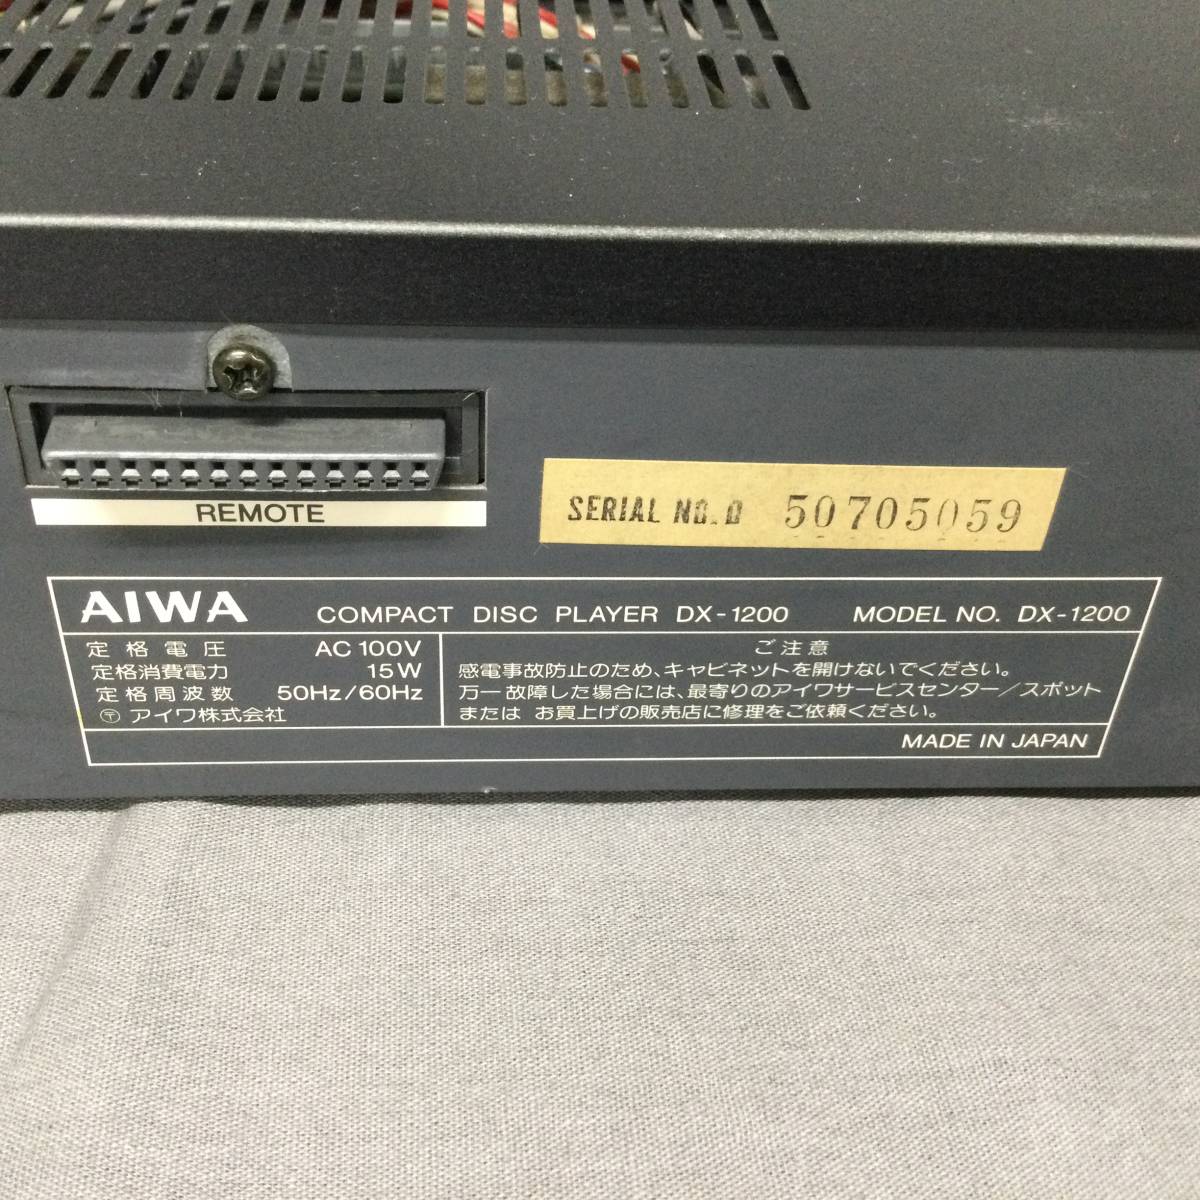 REMOTE
SERIAL NO. D 50705059
AIWA COMPACT DISC PLAYER DX-1200 MODEL NO. DX-1200
定格電圧 AC 100V
定格消費電力 15W
定格周波数 50Hz/60Hz
〶 アイワ株式会社
ご注意
感電事故防止のため、キャビネットを開けないでください。
万一故障した場合には、最寄りのアイワサービスセンター/スポット
または お買上げの販売店に修理をご依頼ください。
MADE IN JAPAN